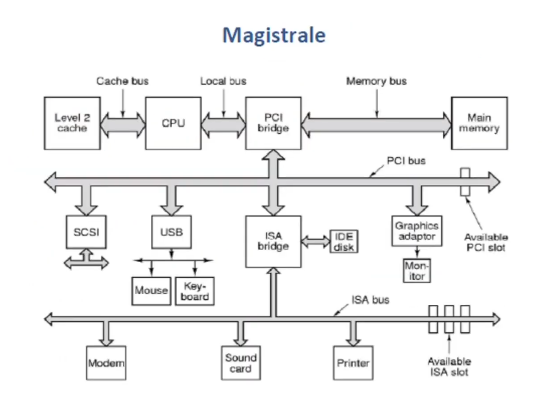 Magistrale
Cache bus
Local bus
Memory bus
Level 2
cache
CPU
PCI
bridge
Main
memory
PCI bus
SCSI
USB
ISA
bridge
IDE
disk
Graphics
adaptor
Available
PCI slot
Mouse
Key-
board
Mon-
itor
ISA bus
Modem
Sound
card
Printer
Available
ISA slot